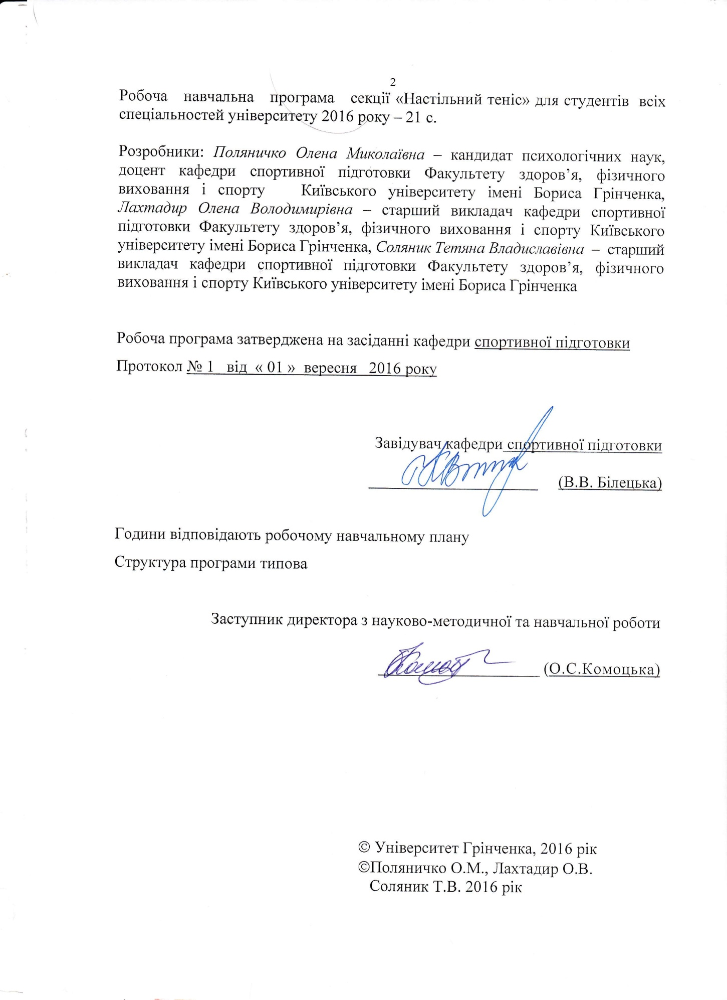 2
Робоча навчальна програма секції «Настільний теніс» для студентів всіх
спеціальностей університету 2016 року – 21 с.
Розробники: Поляничко Олена Миколаївна – кандидат психологічних наук,
доцент кафедри спортивної підготовки Факультету здоров’я, фізичного
виховання і спорту Київського університету імені Бориса Грінченка,
Лахтадир Олена Володимирівна – старший викладач кафедри спортивної
підготовки Факультету здоров’я, фізичного виховання і спорту Київського
університету імені Бориса Грінченка, Соляник Тетяна Владиславівна – старший
викладач кафедри спортивної підготовки Факультету здоров’я, фізичного
виховання і спорту Київського університету імені Бориса Грінченка
Робоча програма затверджена на засіданні кафедри спортивної підготовки
Протокол № 1 від « 01 » вересня 2016 року
Завідувач кафедри спортивної підготовки
(В.В. Білецька)
Години відповідають робочому навчальному плану
Структура програми типова
Заступник директора з науково-методичної та навчальної роботи
(О.С.Комоцька)
© Університет Грінченка, 2016 рік
©Поляничко О.М., Лахтадир О.В.
Соляник Т.В. 2016 рік